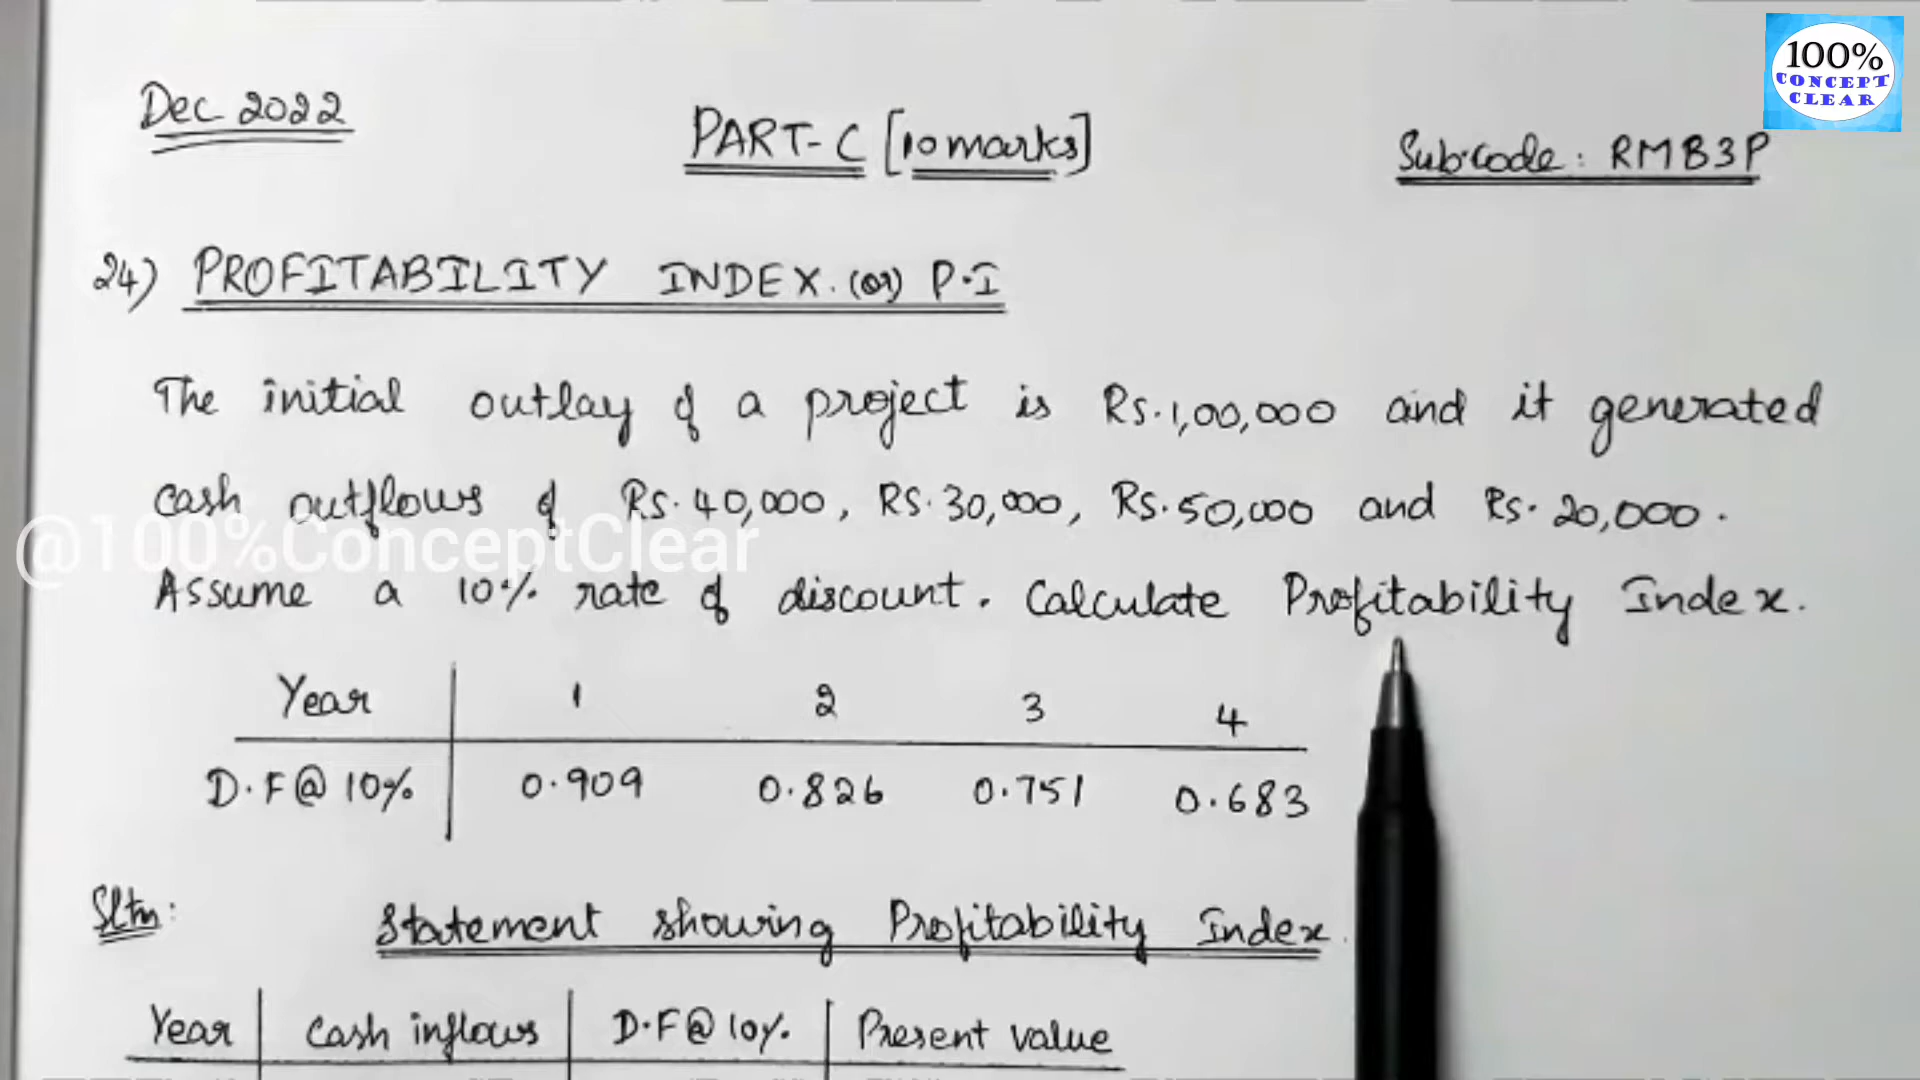 100%
CONCEPT
CLEAR
Dec 2022
PART-C [10 marks]
Sub.code: RMB3P
24) PROFITABILITY INDEX. (or) P.I
The initial outlay of a project is Rs.1,00,000 and it generated
cash outflows of Rs.40,000, RS.30,000, Rs.50,000 and Rs.20,000.
@100%ConceptClear
Assume a 10% rate of discount. Calculate Profitability Index.
Year 1 2 3 4
D.F@10% 0.909 0.826 0.751 0.683
Sltn:
Statement showing Profitability Index.
Year Cash inflows D.F@10% Present value